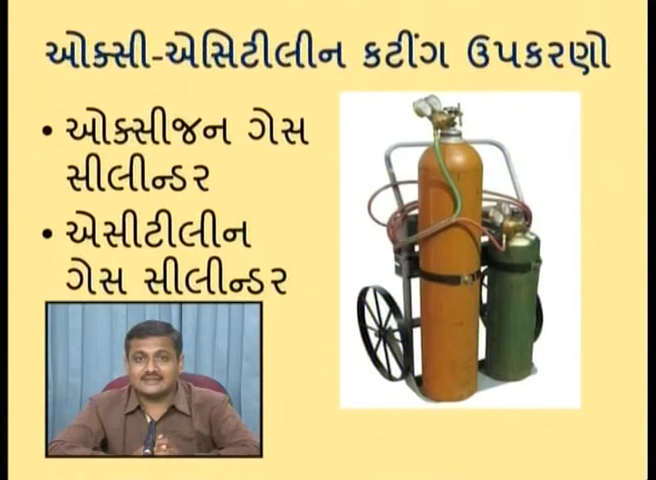 ઓક્સી-એસિટીલીન કટીંગ ઉપકરણો
• ઓક્સીજન ગેસ
સીલીન્ડર
• એસીટીલીન
ગેસ સીલીન્ડર